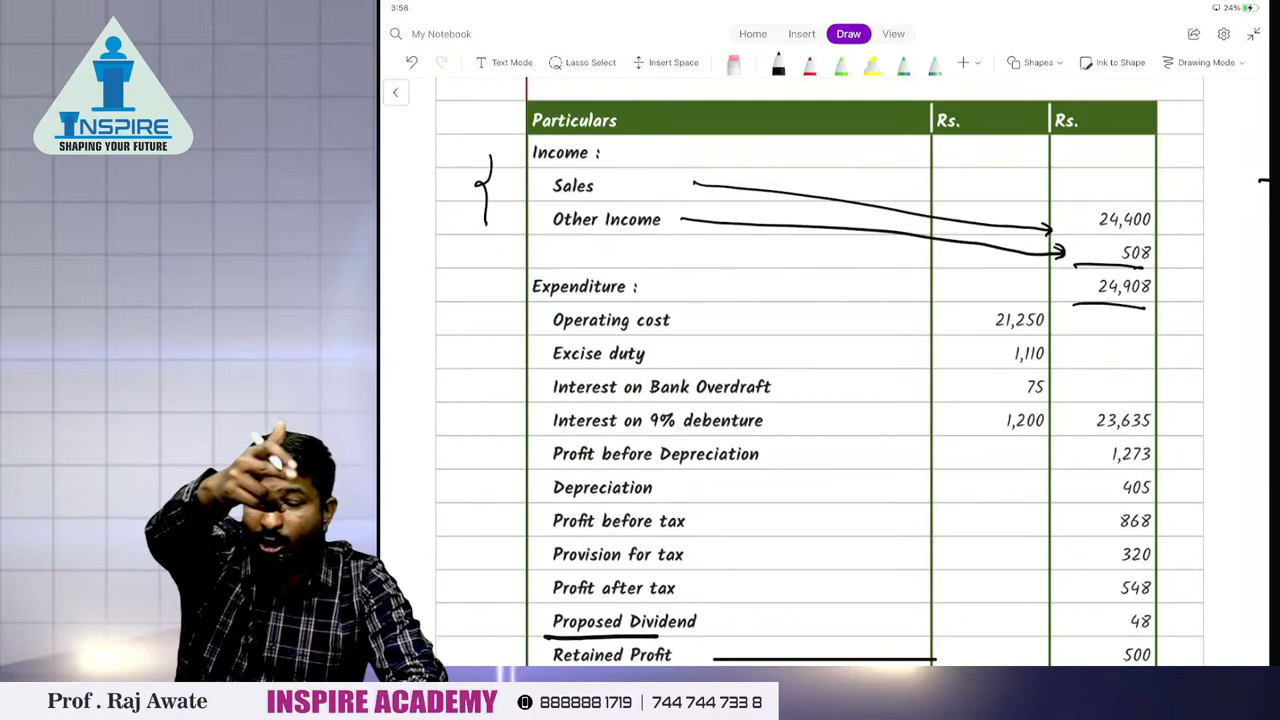 3:58
24%
My Notebook
Home Insert Draw View
Text Mode Lasso Select Insert Space Shapes Ink to Shape Drawing Mode
INSPIRE
SHAPING YOUR FUTURE
Particulars Rs. Rs.
Income :
Sales
Other Income 24,400
508
Expenditure : 24,908
Operating cost 21,250
Excise duty 1,110
Interest on Bank Overdraft 75
Interest on 9% debenture 1,200 23,635
Profit before Depreciation 1,273
Depreciation 405
Profit before tax 868
Provision for tax 320
Profit after tax 548
Proposed Dividend 48
Retained Profit 500
Prof . Raj Awate INSPIRE ACADEMY 888888 1719 | 744 744 733 8